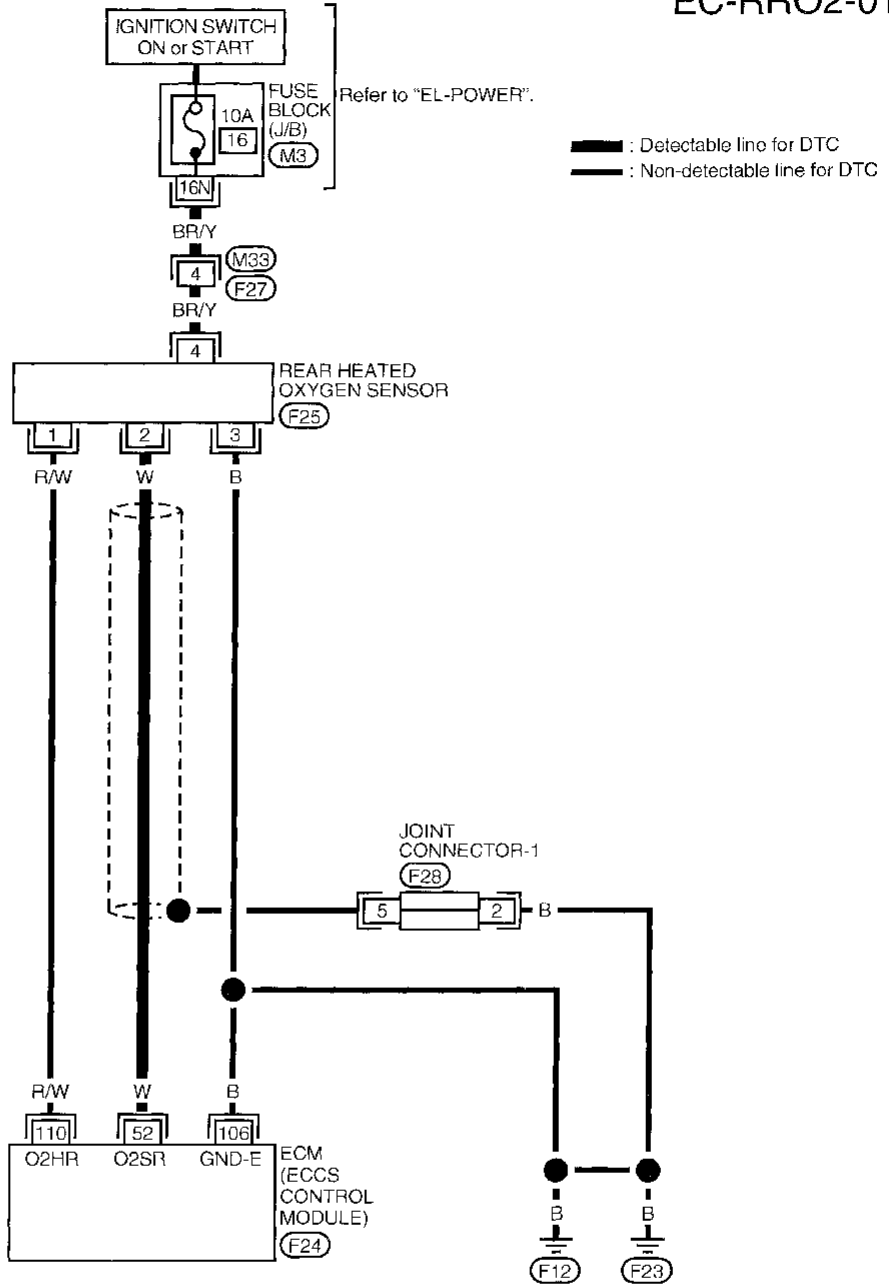 EC-RRO2-01
IGNITION SWITCH
ON or START
FUSE
BLOCK
(J/B)
10A
16
M3
Refer to "EL-POWER".
: Detectable line for DTC
: Non-detectable line for DTC
16N
BR/Y
4
M33
F27
BR/Y
4
REAR HEATED
OXYGEN SENSOR
F25
1 2 3
R/W W B
JOINT
CONNECTOR-1
F28
5 2 B
R/W W B
110 52 106
O2HR O2SR GND-E
ECM
(ECCS
CONTROL
MODULE)
F24
B B
F12 F23